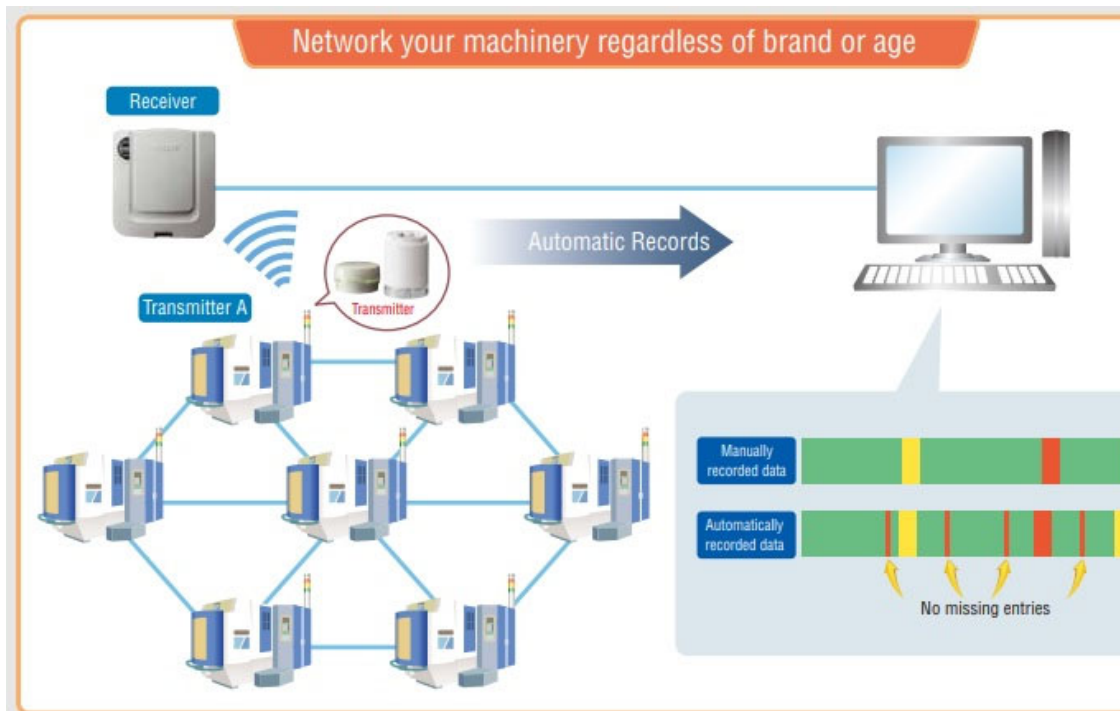 Network your machinery regardless of brand or age
Receiver
Automatic Records
Transmitter
Transmitter A
Manually
recorded data
Automatically
recorded data
No missing entries